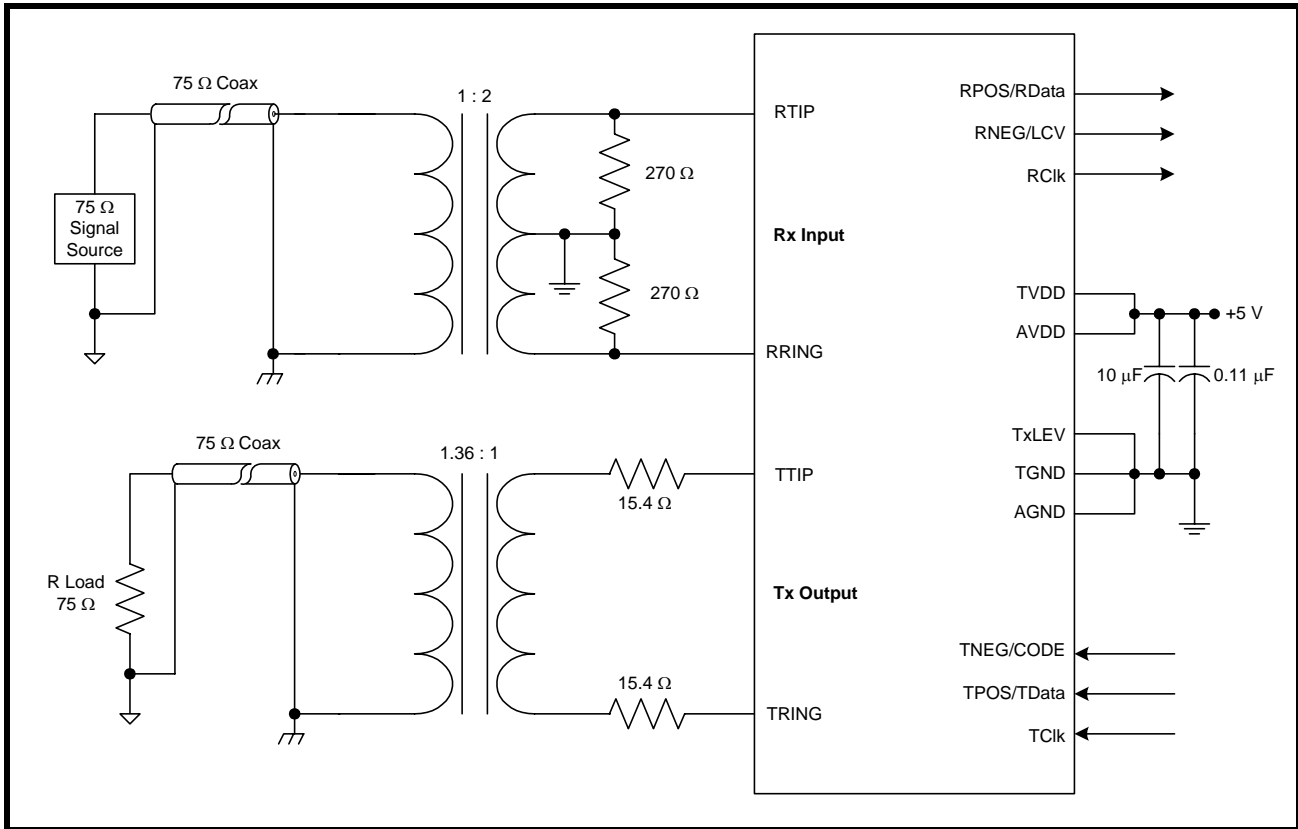 75 Ω Coax
1 : 2
75 Ω
Signal
Source
270 Ω
270 Ω
RTIP
Rx Input
RRING
RPOS/RData
RNEG/LCV
RClk
TVDD
AVDD
+5 V
10 μF
0.11 μF
TxLEV
TGND
AGND
75 Ω Coax
1.36 : 1
R Load
75 Ω
15.4 Ω
15.4 Ω
TTIP
Tx Output
TRING
TNEG/CODE
TPOS/TData
TClk